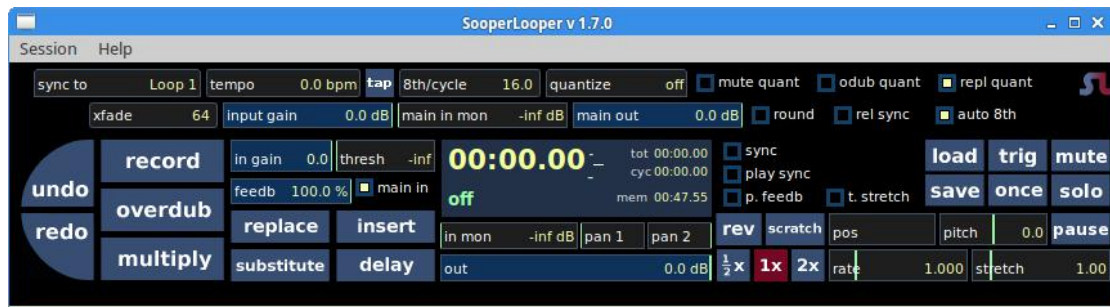 SooperLooper v 1.7.0
Session Help
sync to Loop 1 tempo 0.0 bpm tap 8th/cycle 16.0 quantize off mute quant odub quant repl quant
xfade 64 input gain 0.0 dB main in mon -inf dB main out 0.0 dB round rel sync auto 8th
undo
redo
record
overdub
multiply
in gain 0.0 thresh -inf
feedb 100.0 % main in
replace insert
substitute delay
00:00.00
off
tot 00:00.00
cyc 00:00.00
mem 00:47.55
in mon -inf dB pan 1 pan 2
out 0.0 dB
sync
play sync
p. feedb t. stretch
load trig mute
save once solo
rev scratch pos pitch 0.0 pause
½x 1x 2x rate 1.000 stretch 1.00